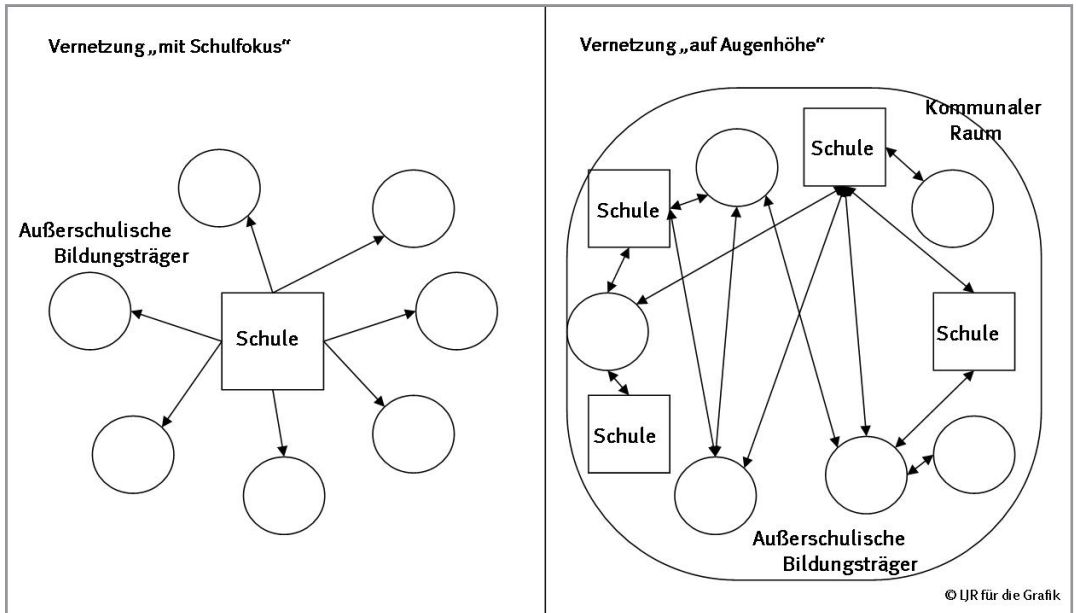 Vernetzung „mit Schulfokus“
Außerschulische
Bildungsträger
Schule
Vernetzung „auf Augenhöhe“
Kommunaler
Raum
Schule
Schule
Schule
Schule
Außerschulische
Bildungsträger
© LJR für die Grafik